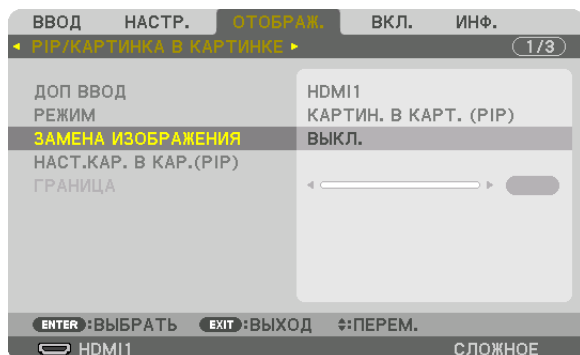 ВВОД НАСТР. ОТОБРАЖ. ВКЛ. ИНФ.
PIP/КАРТИНКА В КАРТИНКЕ 1/3
ДОП ВВОД HDMI1
РЕЖИМ КАРТИН. В КАРТ. (PIP)
ЗАМЕНА ИЗОБРАЖЕНИЯ ВЫКЛ.
НАСТ.КАР. В КАР.(PIP)
ГРАНИЦА
ENTER:ВЫБРАТЬ EXIT:ВЫХОД :ПЕРЕМ.
HDMI1 СЛОЖНОЕ